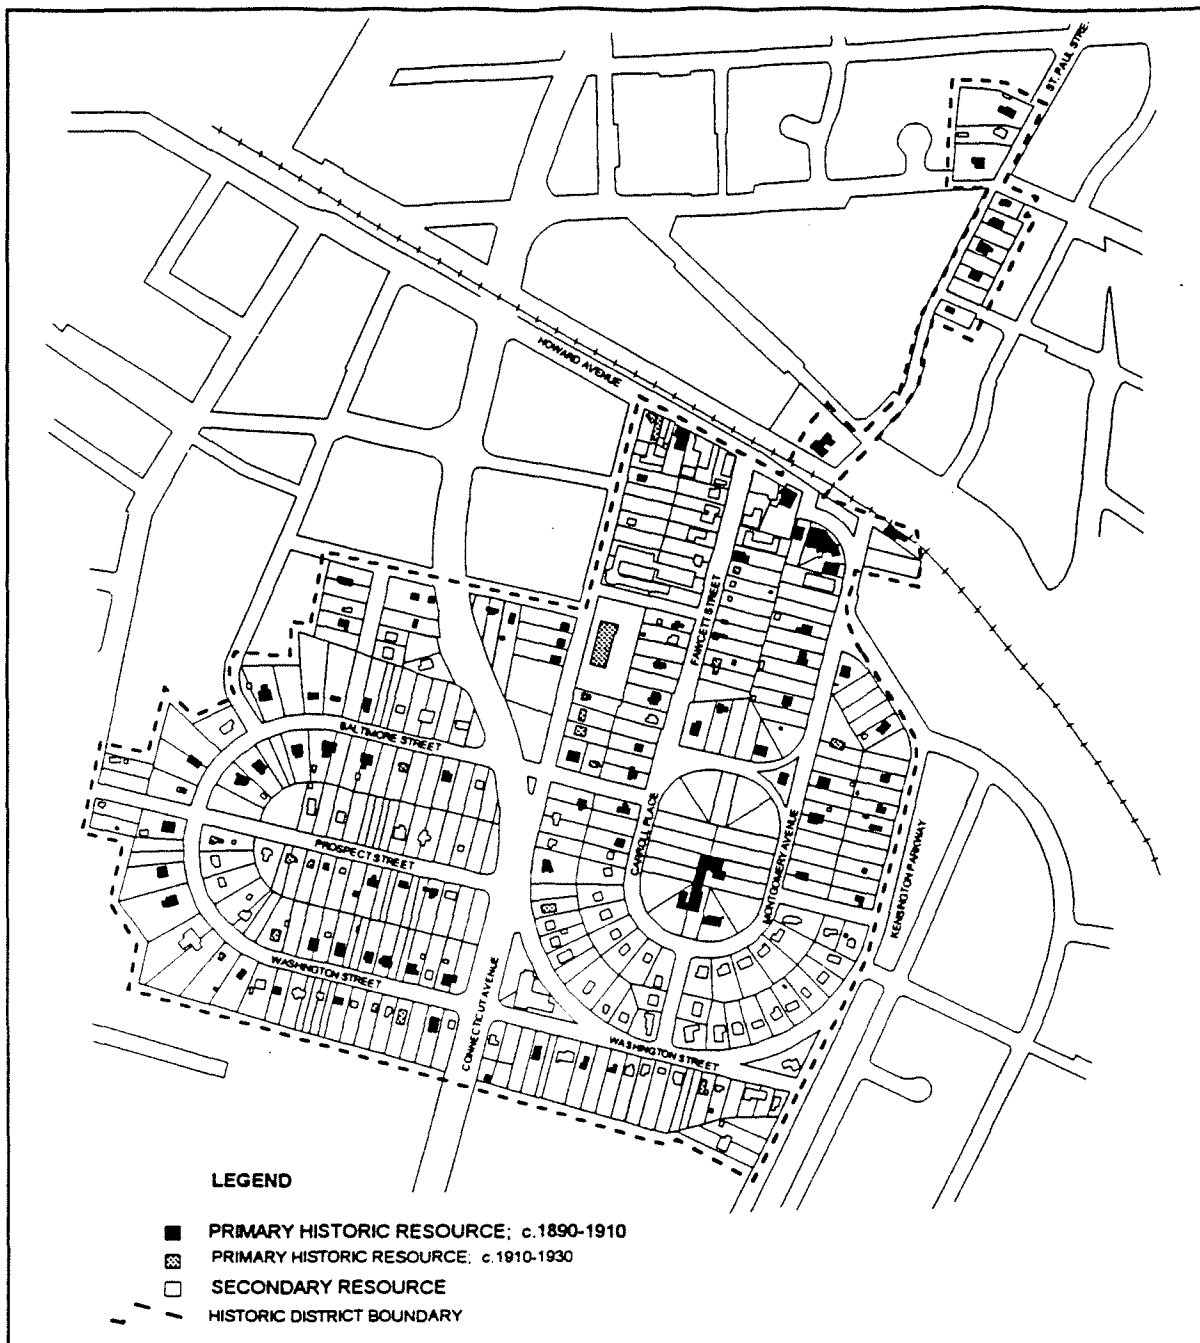 ST. PAUL STRE
HOWARD AVENUE
FAWCETT STREET
BALTIMORE STREET
CARROLL PLACE
MONTGOMERY AVENUE
PROSPECT STREET
KENSINGTON PARKWAY
WASHINGTON STREET
CONNECTICUT AVENUE
WASHINGTON STREET
LEGEND
PRIMARY HISTORIC RESOURCE; c.1890-1910
PRIMARY HISTORIC RESOURCE; c.1910-1930
SECONDARY RESOURCE
HISTORIC DISTRICT BOUNDARY